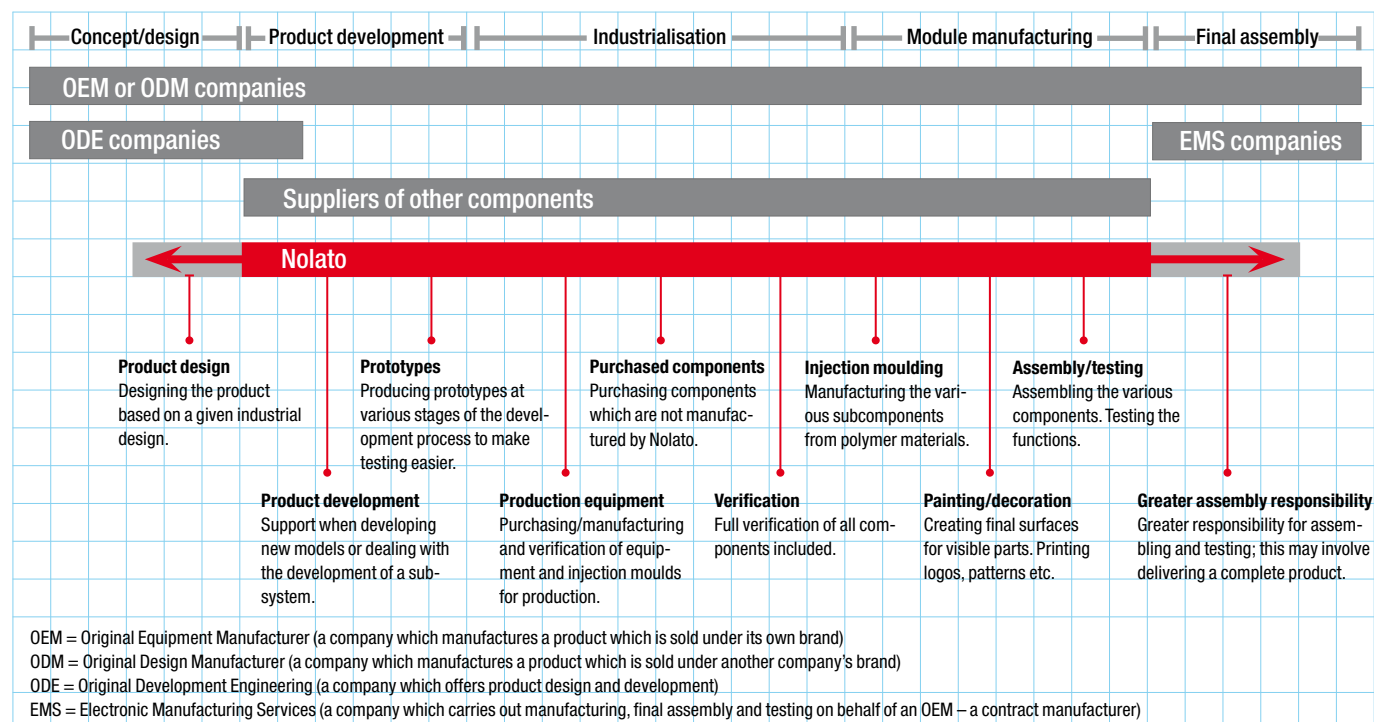 Concept/design
Product development
Industrialisation
Module manufacturing
Final assembly
OEM or ODM companies
ODE companies
EMS companies
Suppliers of other components
Nolato
Product design
Designing the product
based on a given industrial
design.
Prototypes
Producing prototypes at
various stages of the devel-
opment process to make
testing easier.
Purchased components
Purchasing components
which are not manufac-
tured by Nolato.
Injection moulding
Manufacturing the vari-
ous subcomponents
from polymer materials.
Assembly/testing
Assembling the various
components. Testing the
functions.
Product development
Support when developing
new models or dealing with
the development of a sub-
system.
Production equipment
Purchasing/manufacturing
and verification of equip-
ment and injection moulds
for production.
Verification
Full verification of all com-
ponents included.
Painting/decoration
Creating final surfaces
for visible parts. Printing
logos, patterns etc.
Greater assembly responsibility
Greater responsibility for assem-
bling and testing; this may involve
delivering a complete product.
OEM = Original Equipment Manufacturer (a company which manufactures a product which is sold under its own brand)
ODM = Original Design Manufacturer (a company which manufactures a product which is sold under another company's brand)
ODE = Original Development Engineering (a company which offers product design and development)
EMS = Electronic Manufacturing Services (a company which carries out manufacturing, final assembly and testing on behalf of an OEM – a contract manufacturer)